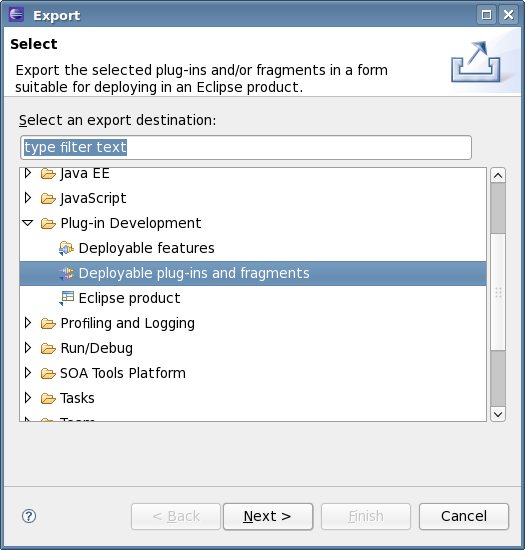 Export
Select
Export the selected plug-ins and/or fragments in a form
suitable for deploying in an Eclipse product.
Select an export destination:
type filter text
Java EE
JavaScript
Plug-in Development
Deployable features
Deployable plug-ins and fragments
Eclipse product
Profiling and Logging
Run/Debug
SOA Tools Platform
Tasks
Team
?
< Back
Next >
Finish
Cancel